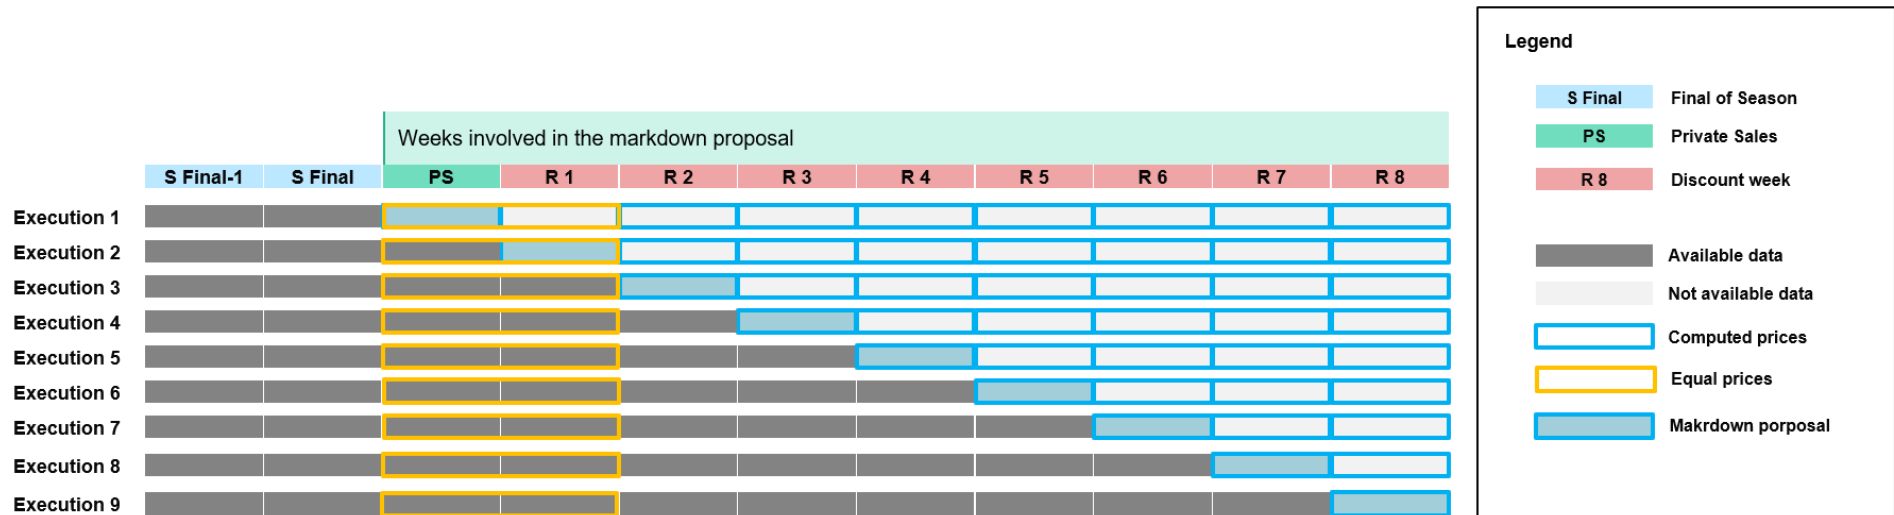 Legend
S Final Final of Season
PS Private Sales
R 8 Discount week
Available data
Not available data
Computed prices
Equal prices
Makrdown porposal
Weeks involved in the markdown proposal
S Final-1 S Final PS R 1 R 2 R 3 R 4 R 5 R 6 R 7 R 8
Execution 1
Execution 2
Execution 3
Execution 4
Execution 5
Execution 6
Execution 7
Execution 8
Execution 9